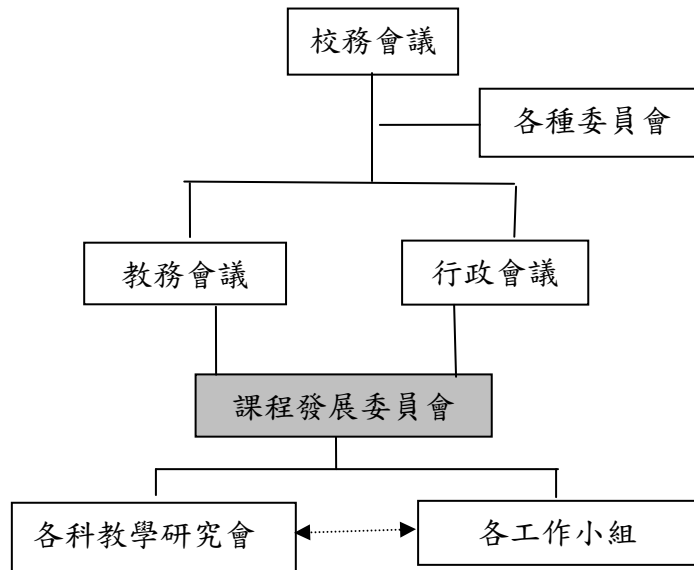 校務會議
各種委員會
教務會議
行政會議
課程發展委員會
各科教學研究會
各工作小組